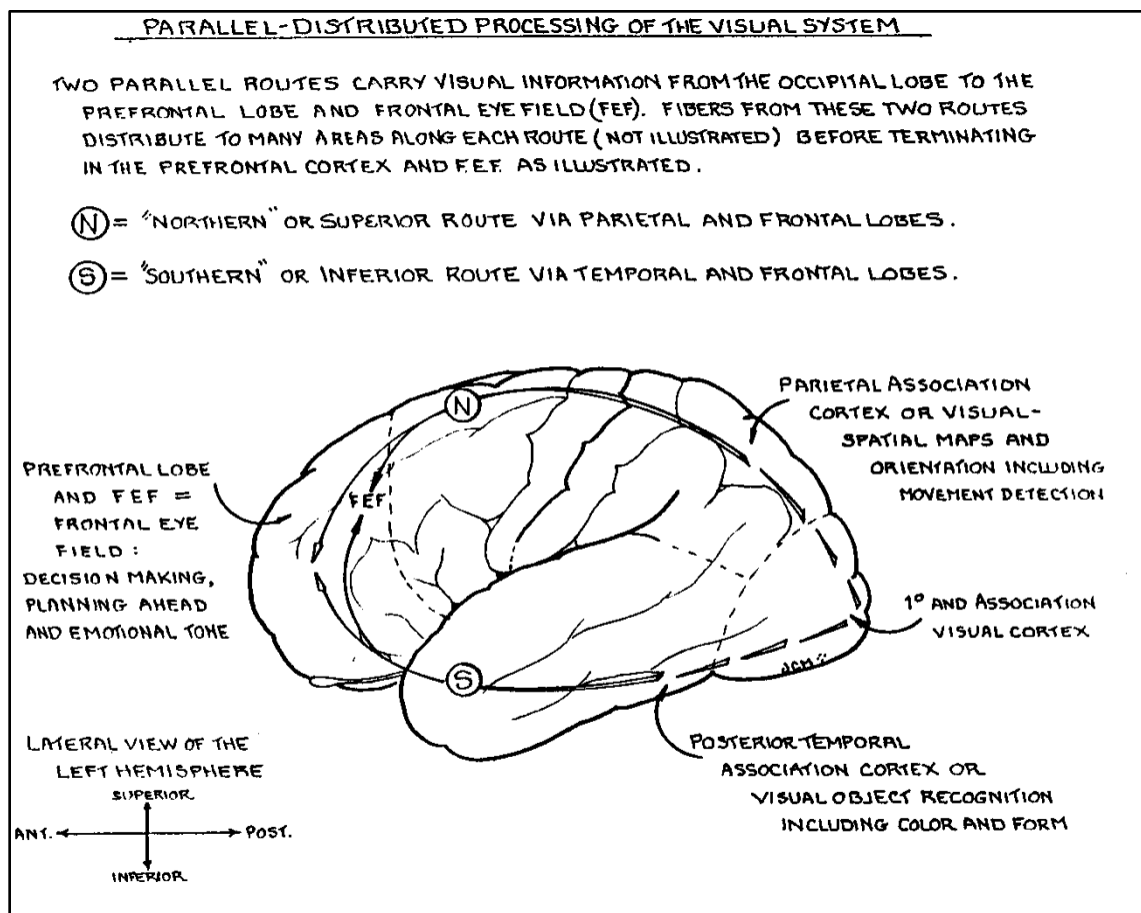 PARALLEL-DISTRIBUTED PROCESSING OF THE VISUAL SYSTEM
TWO PARALLEL ROUTES CARRY VISUAL INFORMATION FROM THE OCCIPITAL LOBE TO THE
PREFRONTAL LOBE AND FRONTAL EYE FIELD (FEF). FIBERS FROM THESE TWO ROUTES
DISTRIBUTE TO MANY AREAS ALONG EACH ROUTE (NOT ILLUSTRATED) BEFORE TERMINATING
IN THE PREFRONTAL CORTEX AND F.E.F. AS ILLUSTRATED.
N = "NORTHERN" OR SUPERIOR ROUTE VIA PARIETAL AND FRONTAL LOBES.
S = "SOUTHERN" OR INFERIOR ROUTE VIA TEMPORAL AND FRONTAL LOBES.
N
PARIETAL ASSOCIATION
CORTEX OR VISUAL-
SPATIAL MAPS AND
ORIENTATION INCLUDING
MOVEMENT DETECTION
PREFRONTAL LOBE
AND FEF =
FRONTAL EYE
FIELD:
DECISION MAKING,
PLANNING AHEAD
AND EMOTIONAL TONE
FEF
1° AND ASSOCIATION
VISUAL CORTEX
JCM
S
POSTERIOR TEMPORAL
ASSOCIATION CORTEX OR
VISUAL OBJECT RECOGNITION
INCLUDING COLOR AND FORM
LATERAL VIEW OF THE
LEFT HEMISPHERE
SUPERIOR
ANT. POST.
INFERIOR